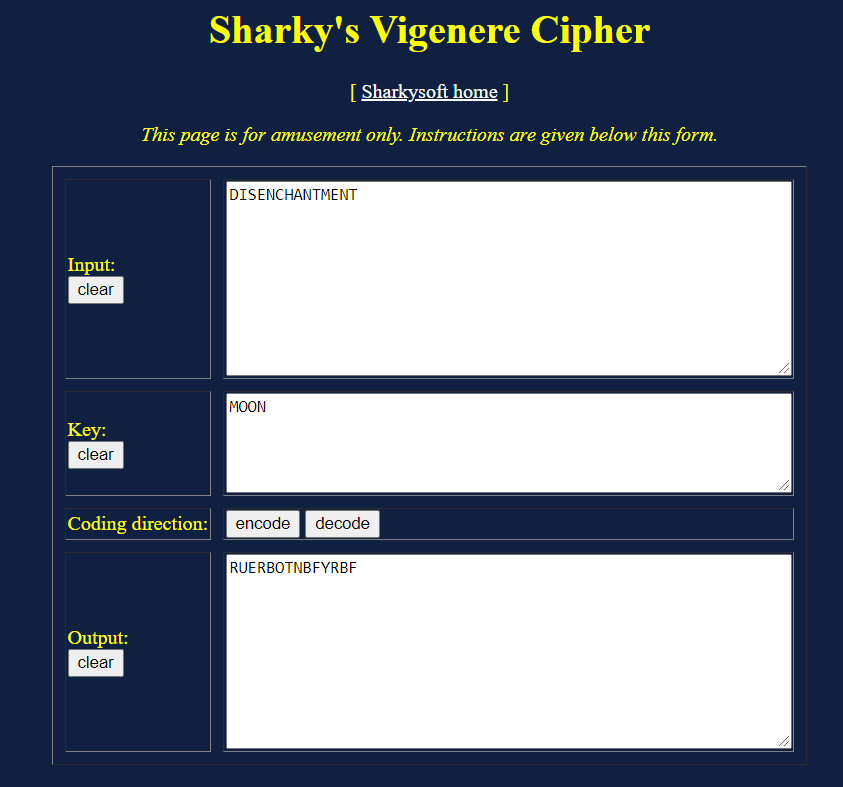 Sharky's Vigenere Cipher
[ Sharkysoft home ]
This page is for amusement only. Instructions are given below this form.
Input:
clear
DISENCHANTMENT
Key:
clear
MOON
Coding direction:
encode decode
Output:
clear
RUERBOTNBFYRBF